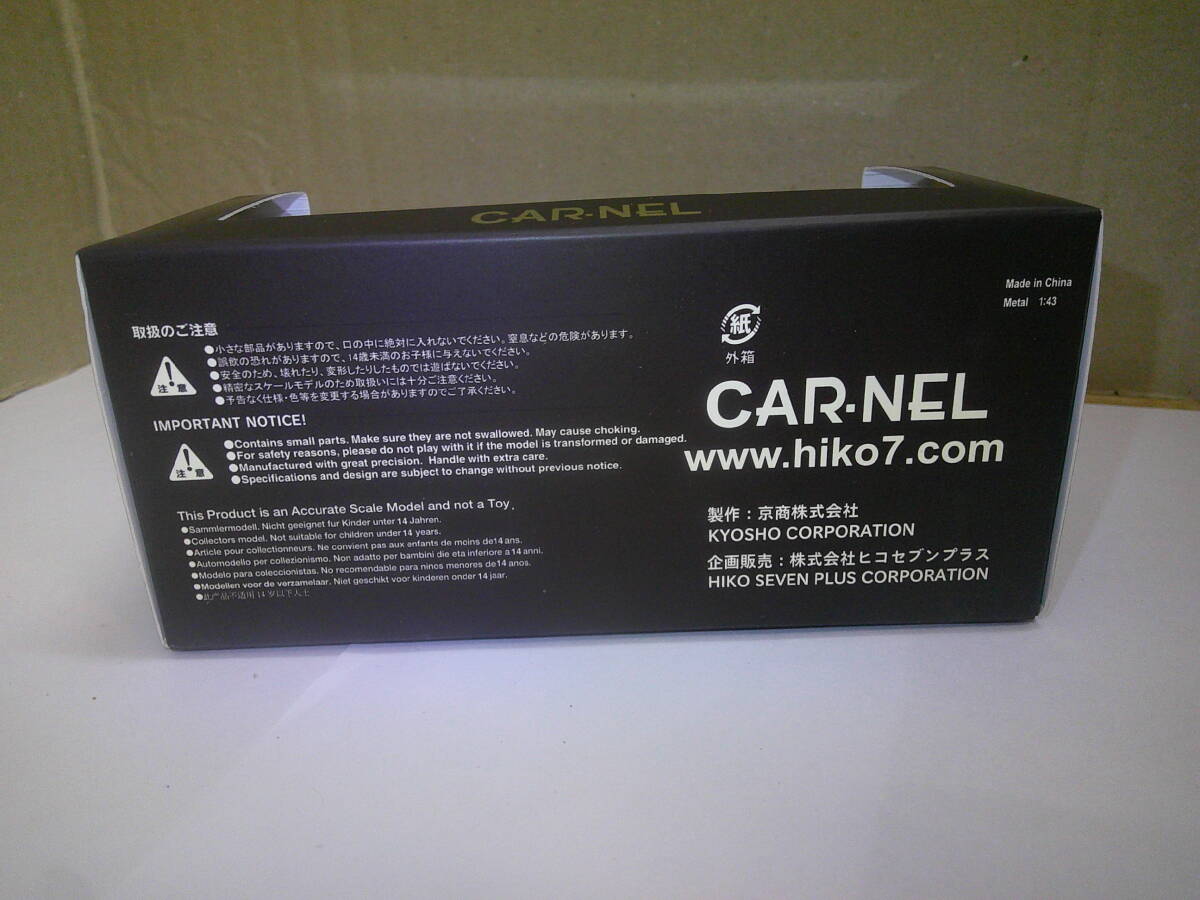 CAR-NEL
Made in China
Metal 1:43
取扱のご注意
注意
●小さな部品がありますので、口の中に絶対に入れないでください。窒息などの危険があります。
●誤飲の恐れがありますので、14歳未満のお子様に与えないでください。
●安全のため、壊れたり、変形したりしたものでは遊ばないでください。
●精密なスケールモデルのため取扱いには十分ご注意ください。
●予告なく仕様・色等を変更する場合がありますのでご了承ください。
IMPORTANT NOTICE!
注意
●Contains small parts. Make sure they are not swallowed. May cause choking.
●For safety reasons, please do not play with it if the model is transformed or damaged.
●Manufactured with great precision. Handle with extra care.
●Specifications and design are subject to change without previous notice.
This Product is an Accurate Scale Model and not a Toy.
●Sammlermodell. Nicht geeignet fur Kinder unter 14 Jahren.
●Collectors model. Not suitable for children under 14 years.
●Article pour collectionneurs. Ne convient pas aux enfants de moins de14 ans.
●Automodello per collezionismo. Non adatto per bambini die eta inferiore a 14 anni.
●Modelo para coleccionistas. No recomendable para ninos menores de14 anos.
●Modellen voor de verzamelaar. Niet geschikt voor kinderen onder 14 jaar.
●此产品不适用 14 岁以下人士
紙
外箱
CAR-NEL
www.hiko7.com
製作：京商株式会社
KYOSHO CORPORATION
企画販売：株式会社ヒコセブンプラス
HIKO SEVEN PLUS CORPORATION